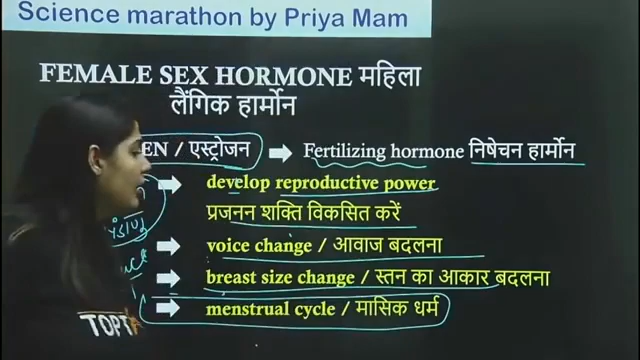 Science marathon by Priya Mam
FEMALE SEX HORMONE महिला
लैंगिक हार्मोन
EN / एस्ट्रोजन ➡ Fertilizing hormone निषेचन हार्मोन
➡ develop reproductive power
प्रजनन शक्ति विकसित करें
➡ voice change / आवाज बदलना
➡ breast size change / स्तन का आकार बदलना
➡ menstrual cycle / मासिक धर्म